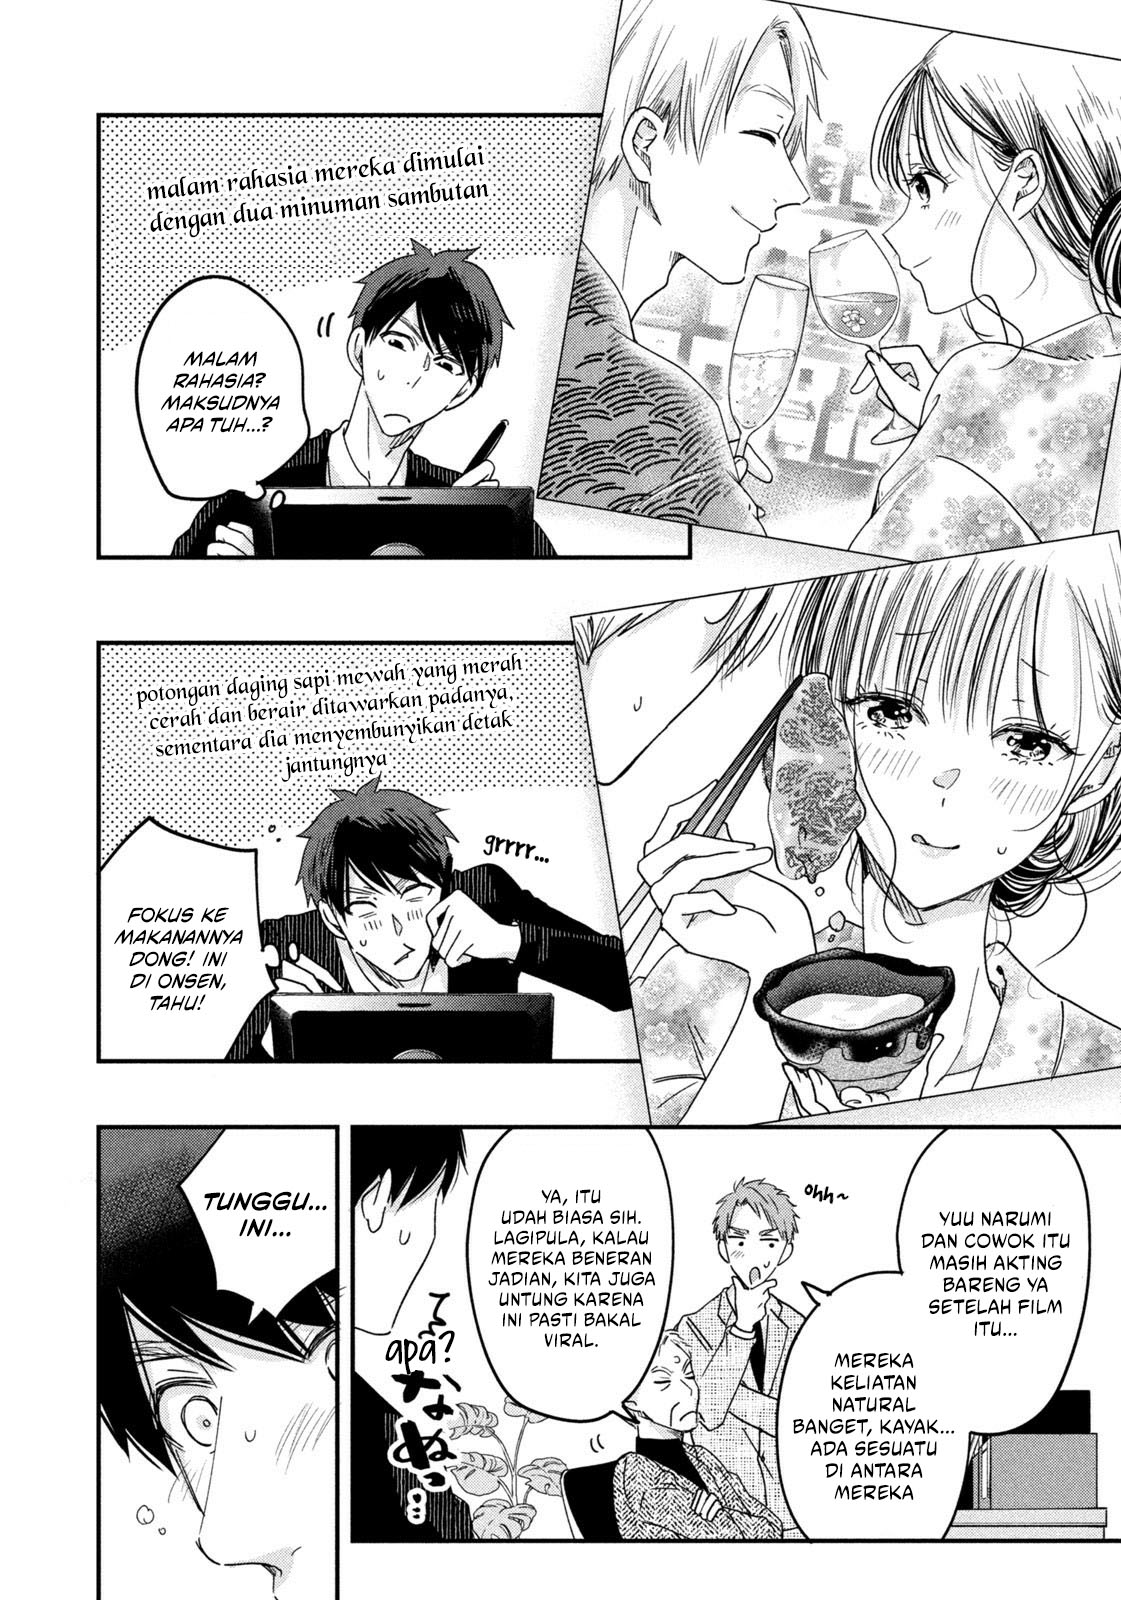 malam rahasia mereka dimulai
dengan dua minuman sambutan
MALAM
RAHASIA?
MAKSUDNYA
APA TUH...?
potongan daging sapi mewah yang merah
cerah dan berair ditawarkan padanya,
sementara dia menyembunyikan detak
jantungnya
grrrr...
FOKUS KE
MAKANANNYA
DONG! INI
DI ONSEN,
TAHU!
YUU NARUMI
DAN COWOK ITU
MASIH AKTING
BARENG YA
SETELAH FILM
ITU...
MEREKA
KELIATAN
NATURAL
BANGET, KAYAK...
ADA SESUATU
DI ANTARA
MEREKA
ohh~
YA, ITU
UDAH BIASA SIH.
LAGIPULA, KALAU
MEREKA BENERAN
JADIAN, KITA JUGA
UNTUNG KARENA
INI PASTI BAKAL
VIRAL.
apa?
なぬっ…
TUNGGU...
INI...